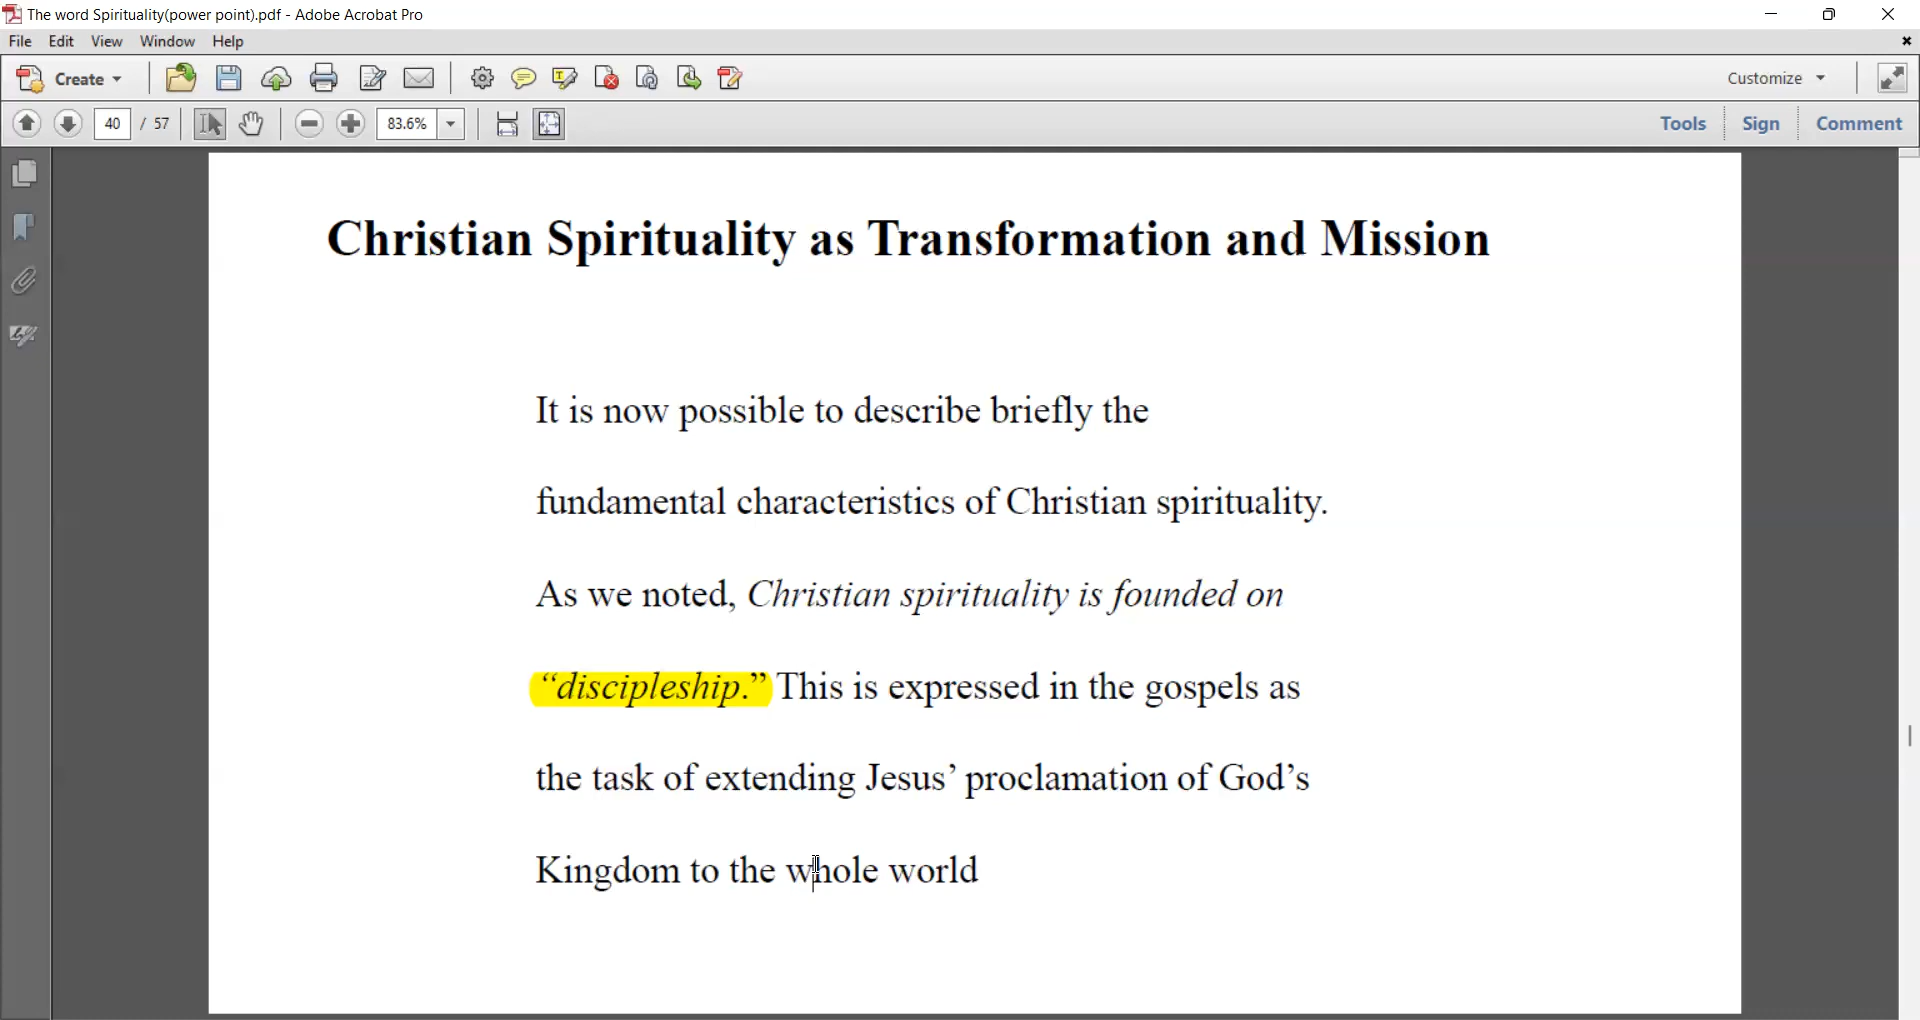 The word Spirituality(power point).pdf - Adobe Acrobat Pro
File Edit View Window Help
Create Customize
40 / 57 83.6% Tools Sign Comment
Christian Spirituality as Transformation and Mission
It is now possible to describe briefly the
fundamental characteristics of Christian spirituality.
As we noted, Christian spirituality is founded on
“discipleship.” This is expressed in the gospels as
the task of extending Jesus’ proclamation of God’s
Kingdom to the whole world